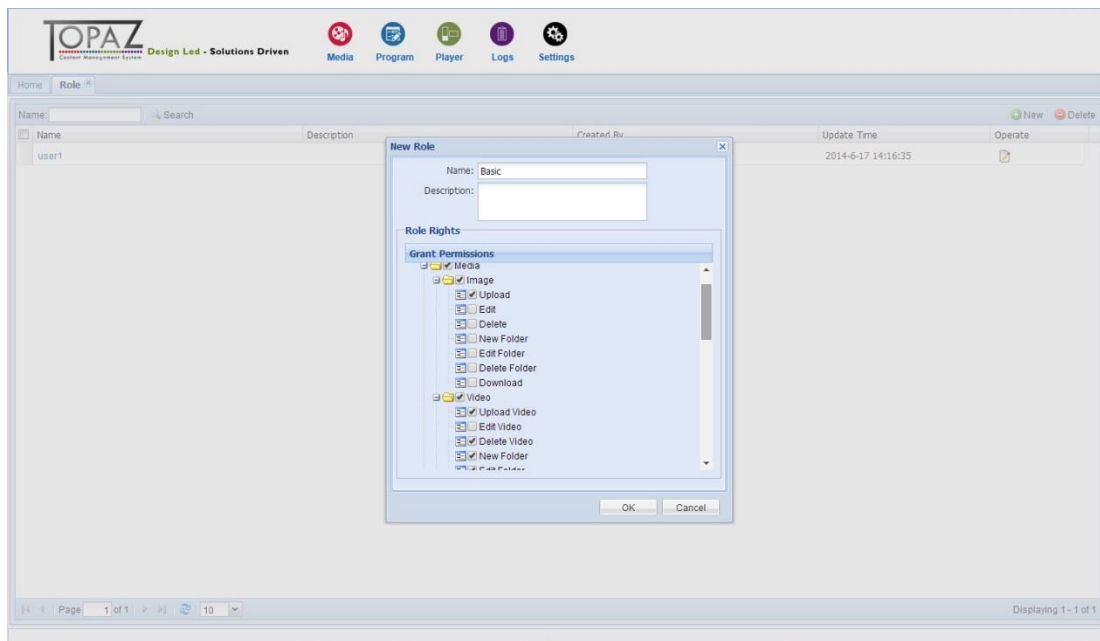 TOPAZ
Content Management System
Design Led - Solutions Driven
Media Program Player Logs Settings
Home Role
Name: Search New Delete
Name Description Created By Update Time Operate
user1 2014-6-17 14:16:35
New Role
Name: Basic
Description:
Role Rights
Grant Permissions
Media
Image
Upload
Edit
Delete
New Folder
Edit Folder
Delete Folder
Download
Video
Upload Video
Edit Video
Delete Video
New Folder
Edit Folder
OK Cancel
Page 1 of 1 10 Displaying 1 - 1 of 1